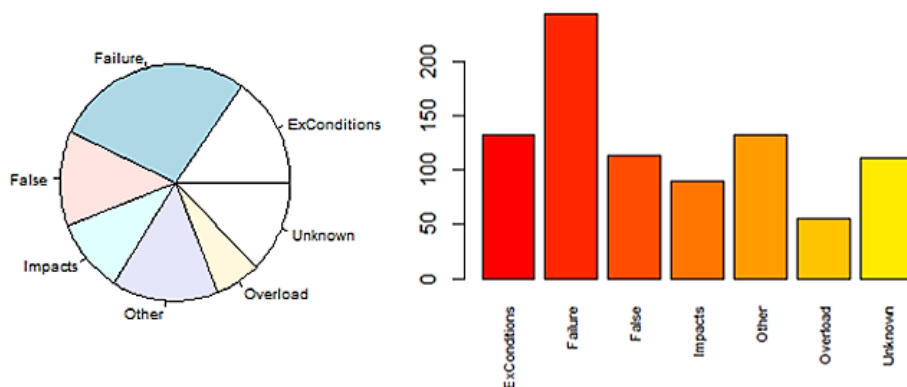 Failure
ExConditions
False
Unknown
Impacts
Overload
Other
200
150
100
50
0
ExConditions
Failure
False
Impacts
Other
Overload
Unknown